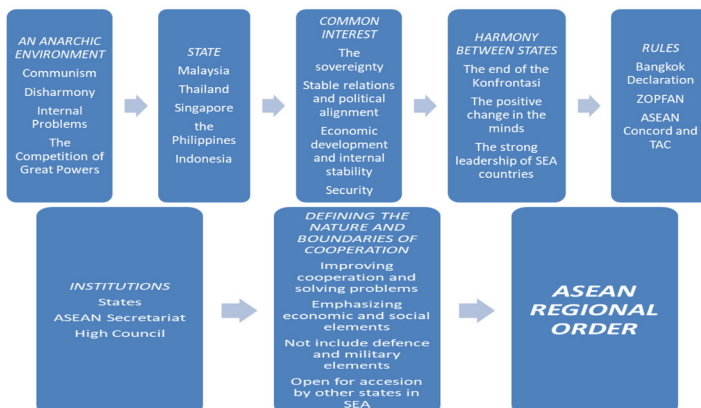 AN ANARCHIC
ENVIRONMENT
Communism
Disharmony
Internal
Problems
The
Competition of
Great Powers
STATE
Malaysia
Thailand
Singapore
the
Philippines
Indonesia
COMMON
INTEREST
The
sovereignty
Stable relations
and political
alignment
Economic
development
and internal
stability
Security
HARMONY
BETWEEN STATES
The end of the
Konfrontasi
The positive
change in the
minds
The strong
leadership of SEA
countries
RULES
Bangkok
Declaration
ZOPFAN
ASEAN
Concord and
TAC
INSTITUTIONS
States
ASEAN Secretariat
High Council
DEFINING THE
NATURE AND
BOUNDARIES OF
COOPERATION
Improving
cooperation and
solving problems
Emphasizing
economic and social
elements
Not include defence
and military
elements
Open for accesion
by other states in
SEA
ASEAN
REGIONAL
ORDER